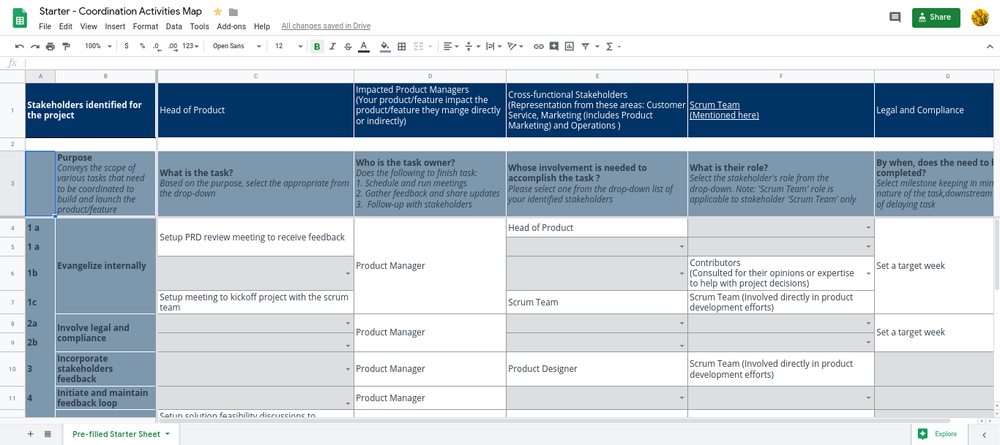 Starter - Coordination Activities Map
File Edit View Insert Format Data Tools Add-ons Help All changes saved in Drive
Share
100% $ % .0 .00 123 Open Sans 12 B I S A
fx
A B C D E F G
1
Stakeholders identified for
the project
Head of Product
Impacted Product Managers
(Your product/feature impact the
product/feature they mange directly
or indirectly)
Cross-functional Stakeholders
(Representation from these areas: Customer
Service, Marketing (includes Product
Marketing) and Operations )
Scrum Team
(Mentioned here)
Legal and Compliance
2
3
Purpose
Conveys the scope of
various tasks that need
to be coordinated to
build and launch the
product/feature
What is the task?
Based on the purpose, select the appropriate from
the drop-down
Who is the task owner?
Does the following to finish task:
1. Schedule and run meetings
2. Gather feedback and share updates
3. Follow-up with stakeholders
Whose involvement is needed to
accomplish the task ?
Please select one from the drop-down list of
your identified stakeholders
What is their role?
Select the stakeholder's role from the
drop-down. Note: 'Scrum Team' role is
applicable to stakeholder 'Scrum Team' only
By when, does the need to b
completed?
Select milestone keeping in min
nature of the task,downstream
of delaying task
4
1 a
5
1 a
6
1b
7
1c
Evangelize internally
Setup PRD review meeting to receive feedback
Setup meeting to kickoff project with the scrum
team
Product Manager
Head of Product
Scrum Team
Contributors
(Consulted for their opinions or expertise
to help with project decisions)
Scrum Team (Involved directly in product
development efforts)
Set a target week
8
2a
9
2b
Involve legal and
compliance
Product Manager
Set a target week
10
3
Incorporate
stakeholders
feedback
Product Manager
Product Designer
Scrum Team (Involved directly in product
development efforts)
11
4
Initiate and maintain
feedback loop
Product Manager
Setup solution feasibility discussions to
Pre-filled Starter Sheet
Explore